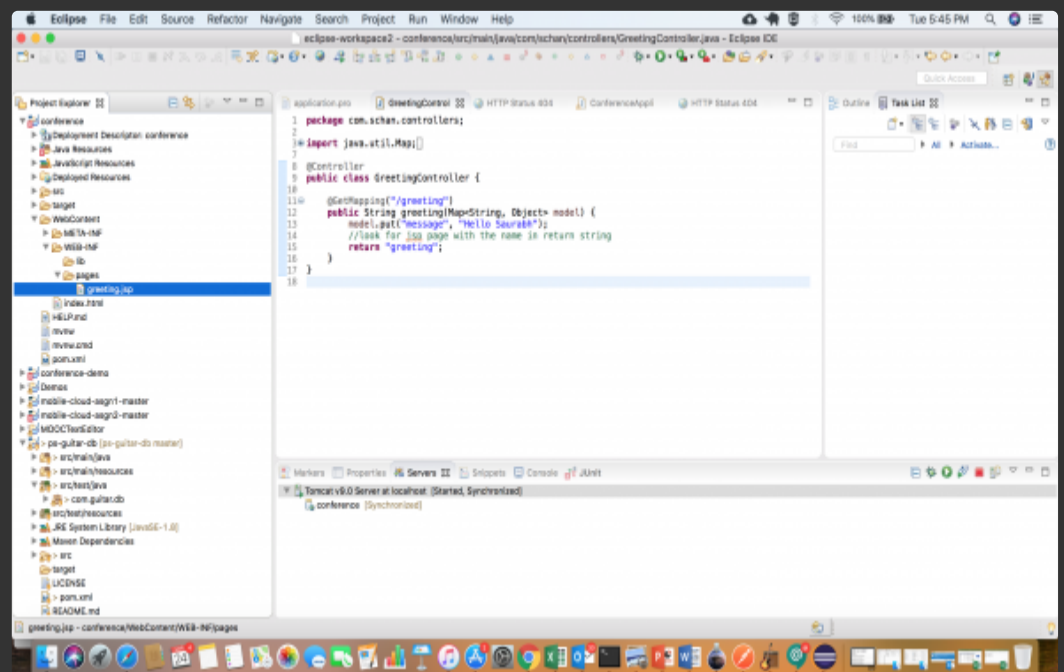 Eclipse File Edit Source Refactor Navigate Search Project Run Window Help
100% Tue 5:45 PM
eclipse-workspace2 - conference/src/main/java/com/schan/controllers/GreetingController.java - Eclipse IDE
Quick Access
Project Explorer
conference
Deployment Descriptor: conference
Java Resources
JavaScript Resources
Deployed Resources
src
target
WebContent
META-INF
WEB-INF
lib
pages
greeting.jsp
index.html
HELP.md
mvnw
mvnw.cmd
pom.xml
conference-demo
Demos
mobile-cloud-asgn1-master
mobile-cloud-asgn2-master
MOOCTextEditor
> ps-guitar-db [ps-guitar-db master]
> src/main/java
> src/main/resources
> src/test/java
> com.guitar.db
src/test/resources
JRE System Library [JavaSE-1.8]
Maven Dependencies
> src
target
LICENSE
> pom.xml
README.md
application.pro GreetingControl HTTP Status 404 ConferenceAppli HTTP Status 404
1 package com.schan.controllers;
2
3 import java.util.Map;
7
8 @Controller
9 public class GreetingController {
10
11 @GetMapping("/greeting")
12 public String greeting(Map<String, Object> model) {
13 model.put("message", "Hello Saurabh");
14 //look for jsp page with the name in return string
15 return "greeting";
16 }
17 }
18
Outline Task List
Find All Activate...
Markers Properties Servers Snippets Console JUnit
Tomcat v9.0 Server at localhost [Started, Synchronized]
conference [Synchronized]
greeting.jsp - conference/WebContent/WEB-INF/pages